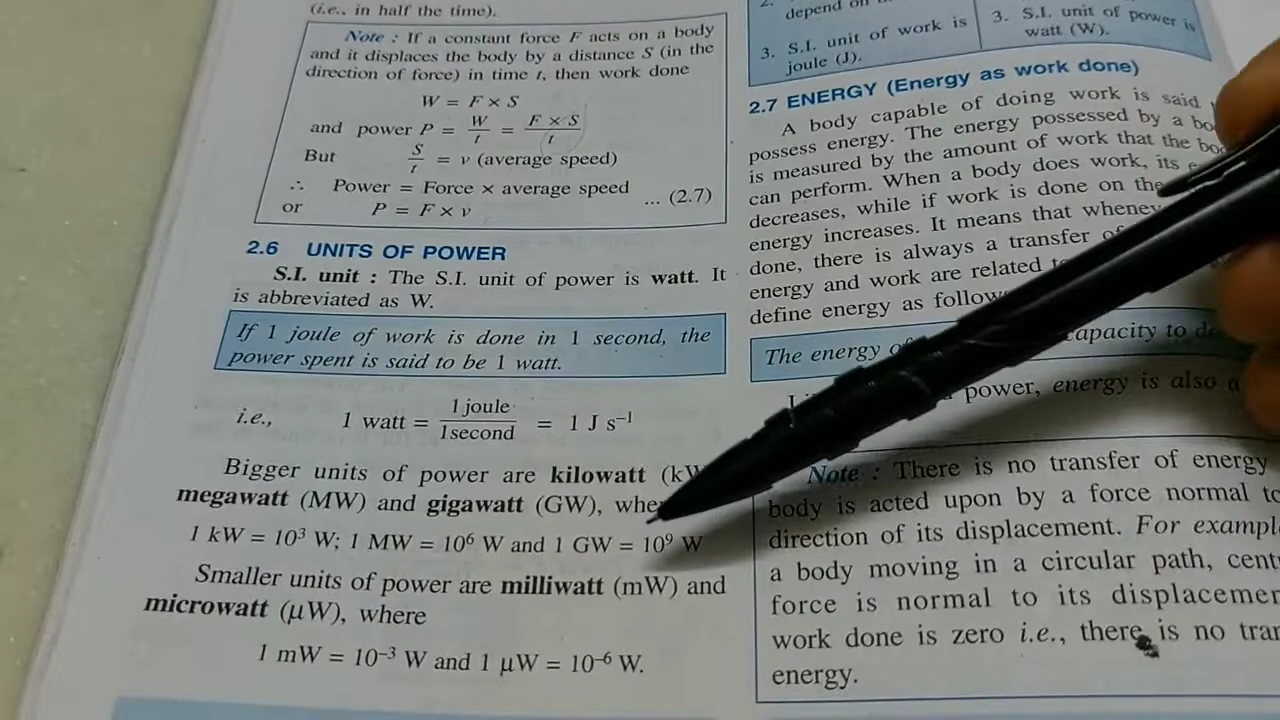 (i.e., in half the time).
Note : If a constant force F acts on a body
and it displaces the body by a distance S (in the
direction of force) in time t, then work done
W = F × S
and power P = W/t = F × S/t
But S/t = v (average speed)
∴ Power = Force × average speed ... (2.7)
or P = F × v
2.6 UNITS OF POWER
S.I. unit : The S.I. unit of power is watt. It
is abbreviated as W.
If 1 joule of work is done in 1 second, the
power spent is said to be 1 watt.
i.e., 1 watt = 1 joule/1 second = 1 J s⁻¹
Bigger units of power are kilowatt (kW
megawatt (MW) and gigawatt (GW), whe
1 kW = 10³ W; 1 MW = 10⁶ W and 1 GW = 10⁹ W
Smaller units of power are milliwatt (mW) and
microwatt (μW), where
1 mW = 10⁻³ W and 1 μW = 10⁻⁶ W.
2. depend on
3. S.I. unit of work is
joule (J).
3. S.I. unit of power is
watt (W).
2.7 ENERGY (Energy as work done)
A body capable of doing work is said
possess energy. The energy possessed by a bo
is measured by the amount of work that the bo
can perform. When a body does work, its
decreases, while if work is done on the
energy increases. It means that whenev
done, there is always a transfer of
energy and work are related to
define energy as follow
The energy of capacity to d
power, energy is also a
Note : There is no transfer of energy
body is acted upon by a force normal to
direction of its displacement. For exampl
a body moving in a circular path, cent
force is normal to its displacemen
work done is zero i.e., there is no tran
energy.